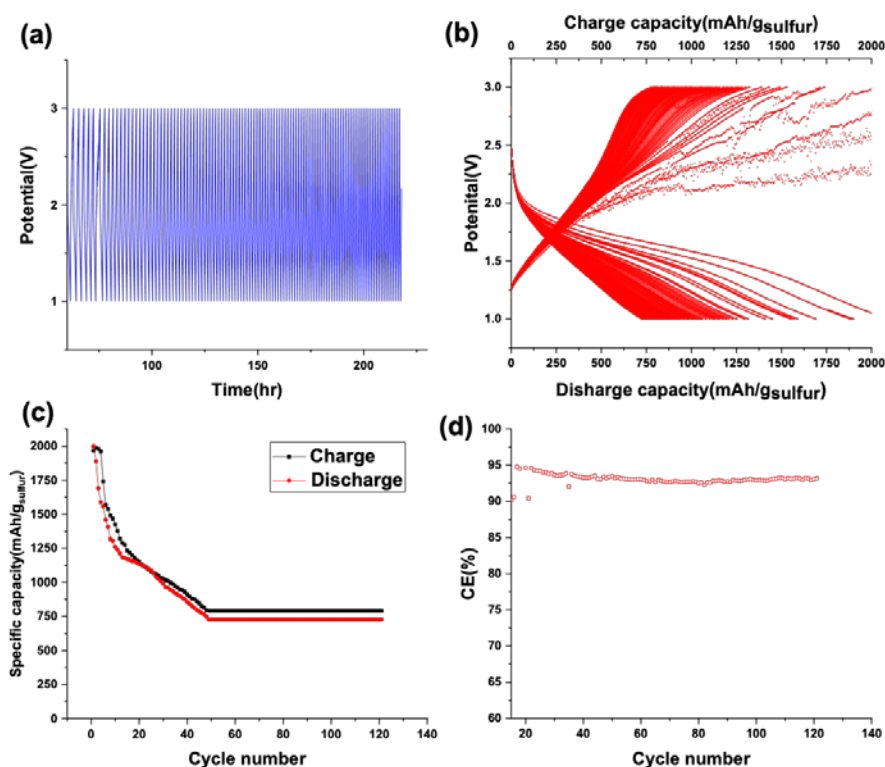 (a)
3
2
1
Potential(V)
100
150
200
Time(hr)
(b)
Charge capacity(mAh/gsulfur)
0 250 500 750 1000 1250 1500 1750 2000
3.0
2.5
2.0
1.5
1.0
Potenital(V)
0 250 500 750 1000 1250 1500 1750 2000
Disharge capacity(mAh/gsulfur)
(c)
2000
1750
1500
1250
1000
750
500
250
0
Specific capacity(mAh/gsulfur)
Charge
Discharge
0 20 40 60 80 100 120 140
Cycle number
(d)
100
95
90
85
80
75
70
65
60
CE(%)
20 40 60 80 100 120 140
Cycle number